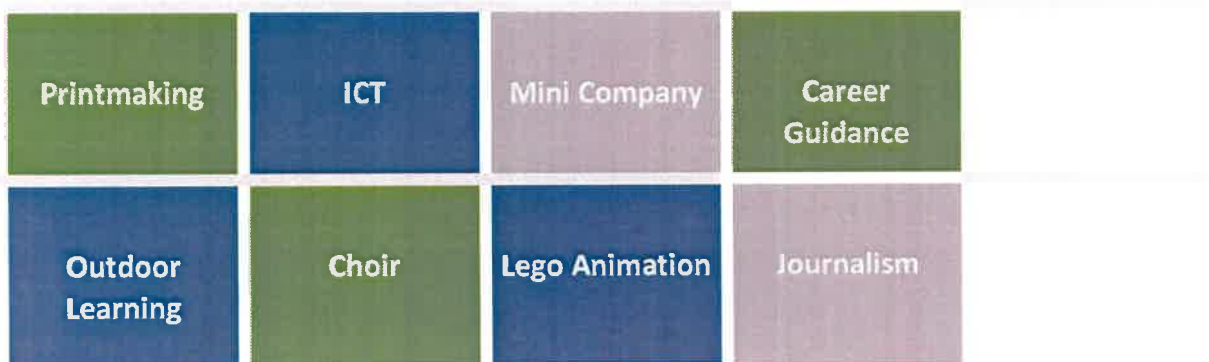 Printmaking
ICT
Mini Company
Career
Guidance
Outdoor
Learning
Choir
Lego Animation
Journalism